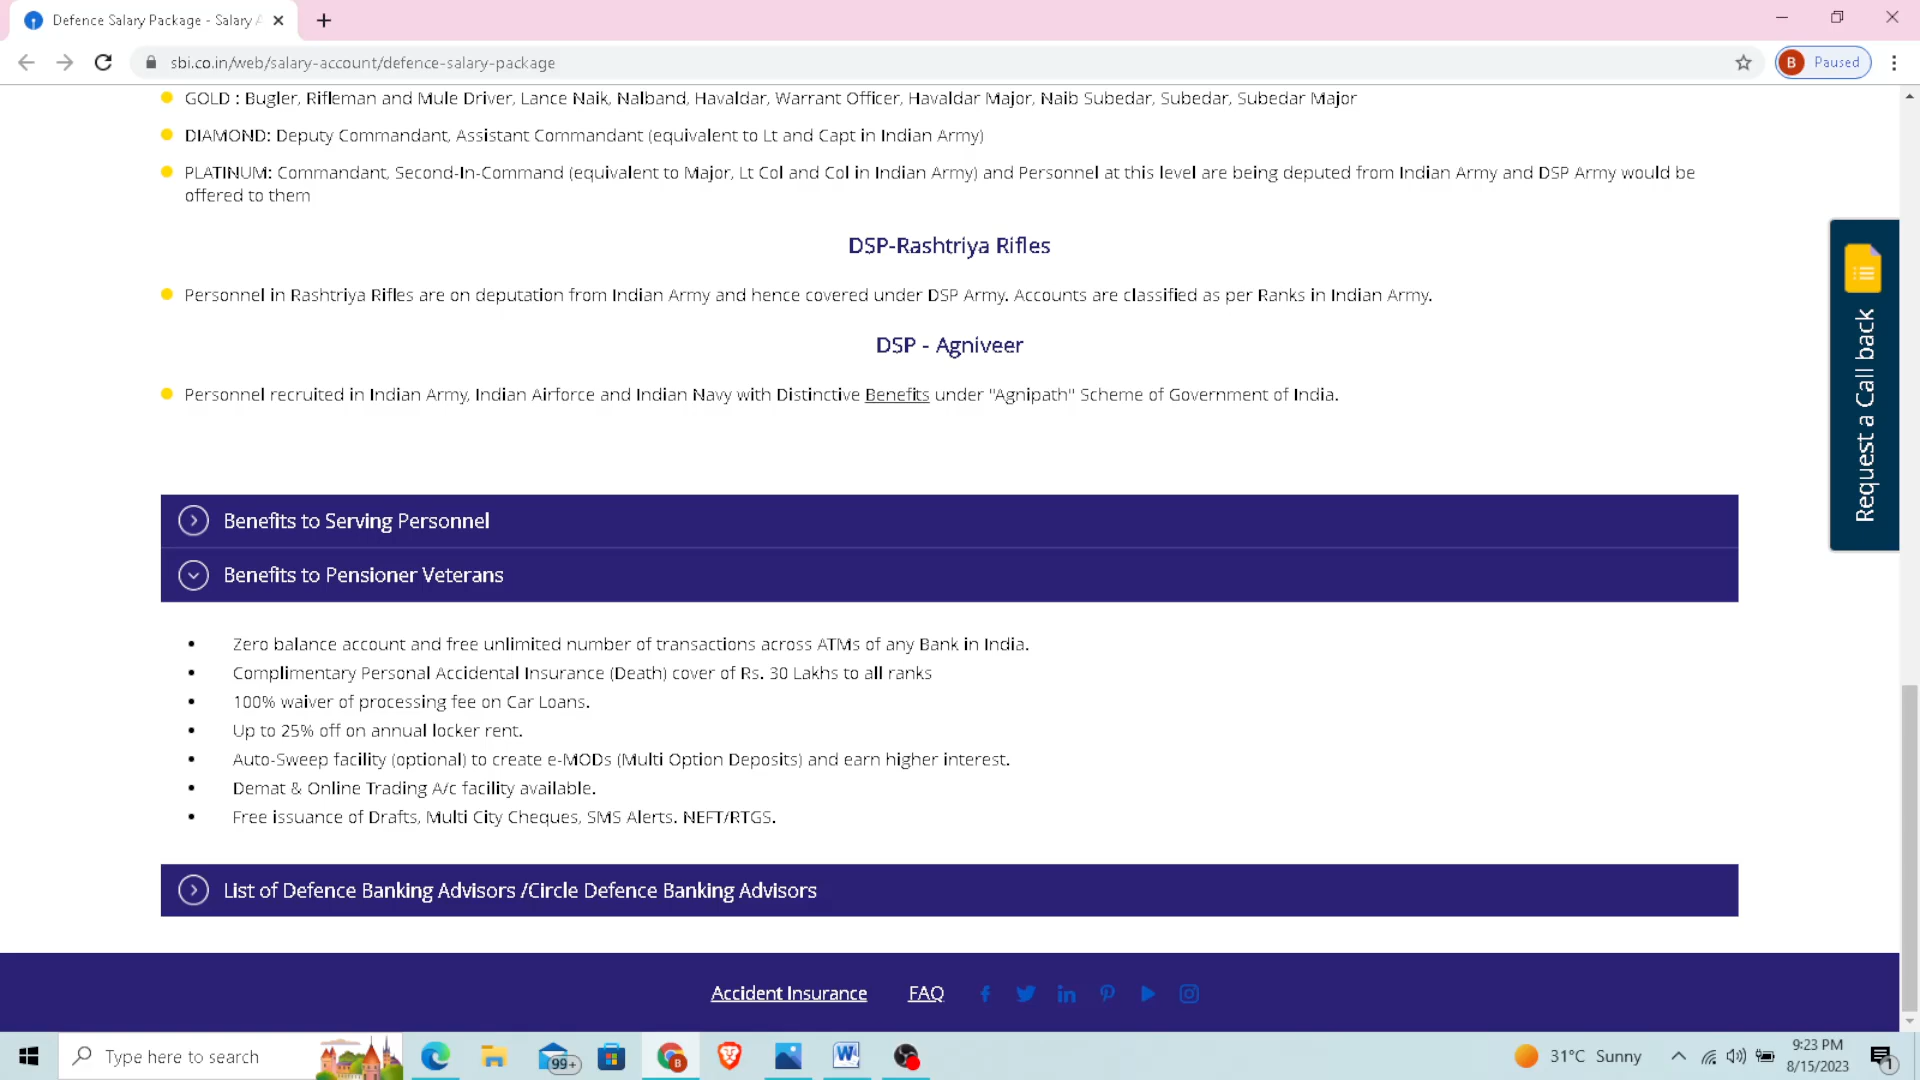 Defence Salary Package - Salary A
sbi.co.in/web/salary-account/defence-salary-package
B Paused
GOLD : Bugler, Rifleman and Mule Driver, Lance Naik, Nalband, Havaldar, Warrant Officer, Havaldar Major, Naib Subedar, Subedar, Subedar Major
DIAMOND: Deputy Commandant, Assistant Commandant (equivalent to Lt and Capt in Indian Army)
PLATINUM: Commandant, Second-In-Command (equivalent to Major, Lt Col and Col in Indian Army) and Personnel at this level are being deputed from Indian Army and DSP Army would be
offered to them
DSP-Rashtriya Rifles
Personnel in Rashtriya Rifles are on deputation from Indian Army and hence covered under DSP Army. Accounts are classified as per Ranks in Indian Army.
DSP - Agniveer
Personnel recruited in Indian Army, Indian Airforce and Indian Navy with Distinctive Benefits under "Agnipath" Scheme of Government of India.
Request a Call back
Benefits to Serving Personnel
Benefits to Pensioner Veterans
• Zero balance account and free unlimited number of transactions across ATMs of any Bank in India.
• Complimentary Personal Accidental Insurance (Death) cover of Rs. 30 Lakhs to all ranks
• 100% waiver of processing fee on Car Loans.
• Up to 25% off on annual locker rent.
• Auto-Sweep facility (optional) to create e-MODs (Multi Option Deposits) and earn higher interest.
• Demat & Online Trading A/c facility available.
• Free issuance of Drafts, Multi City Cheques, SMS Alerts. NEFT/RTGS.
List of Defence Banking Advisors /Circle Defence Banking Advisors
Accident Insurance FAQ
Type here to search
99+
B
W
31°C Sunny
9:23 PM
8/15/2023
1